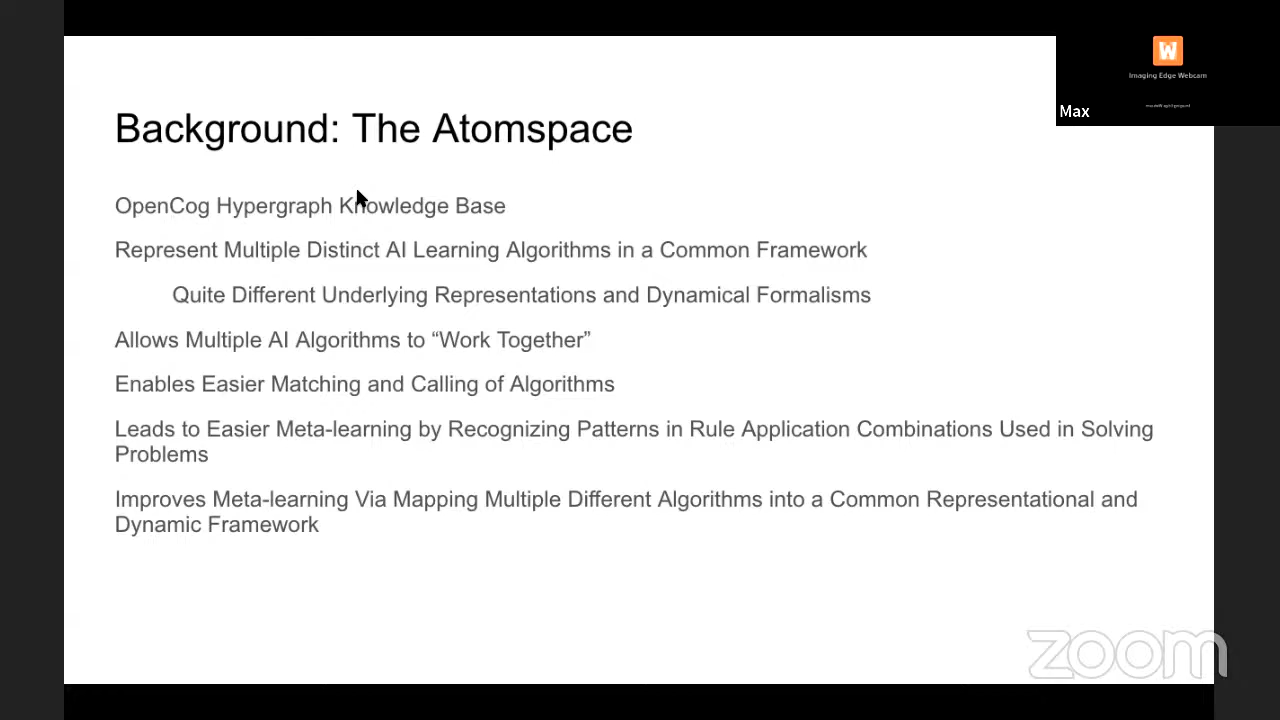 Background: The Atomspace
OpenCog Hypergraph Knowledge Base
Represent Multiple Distinct AI Learning Algorithms in a Common Framework
Quite Different Underlying Representations and Dynamical Formalisms
Allows Multiple AI Algorithms to “Work Together”
Enables Easier Matching and Calling of Algorithms
Leads to Easier Meta-learning by Recognizing Patterns in Rule Application Combinations Used in Solving
Problems
Improves Meta-learning Via Mapping Multiple Different Algorithms into a Common Representational and
Dynamic Framework
W
Imaging Edge Webcam
Max
zoom